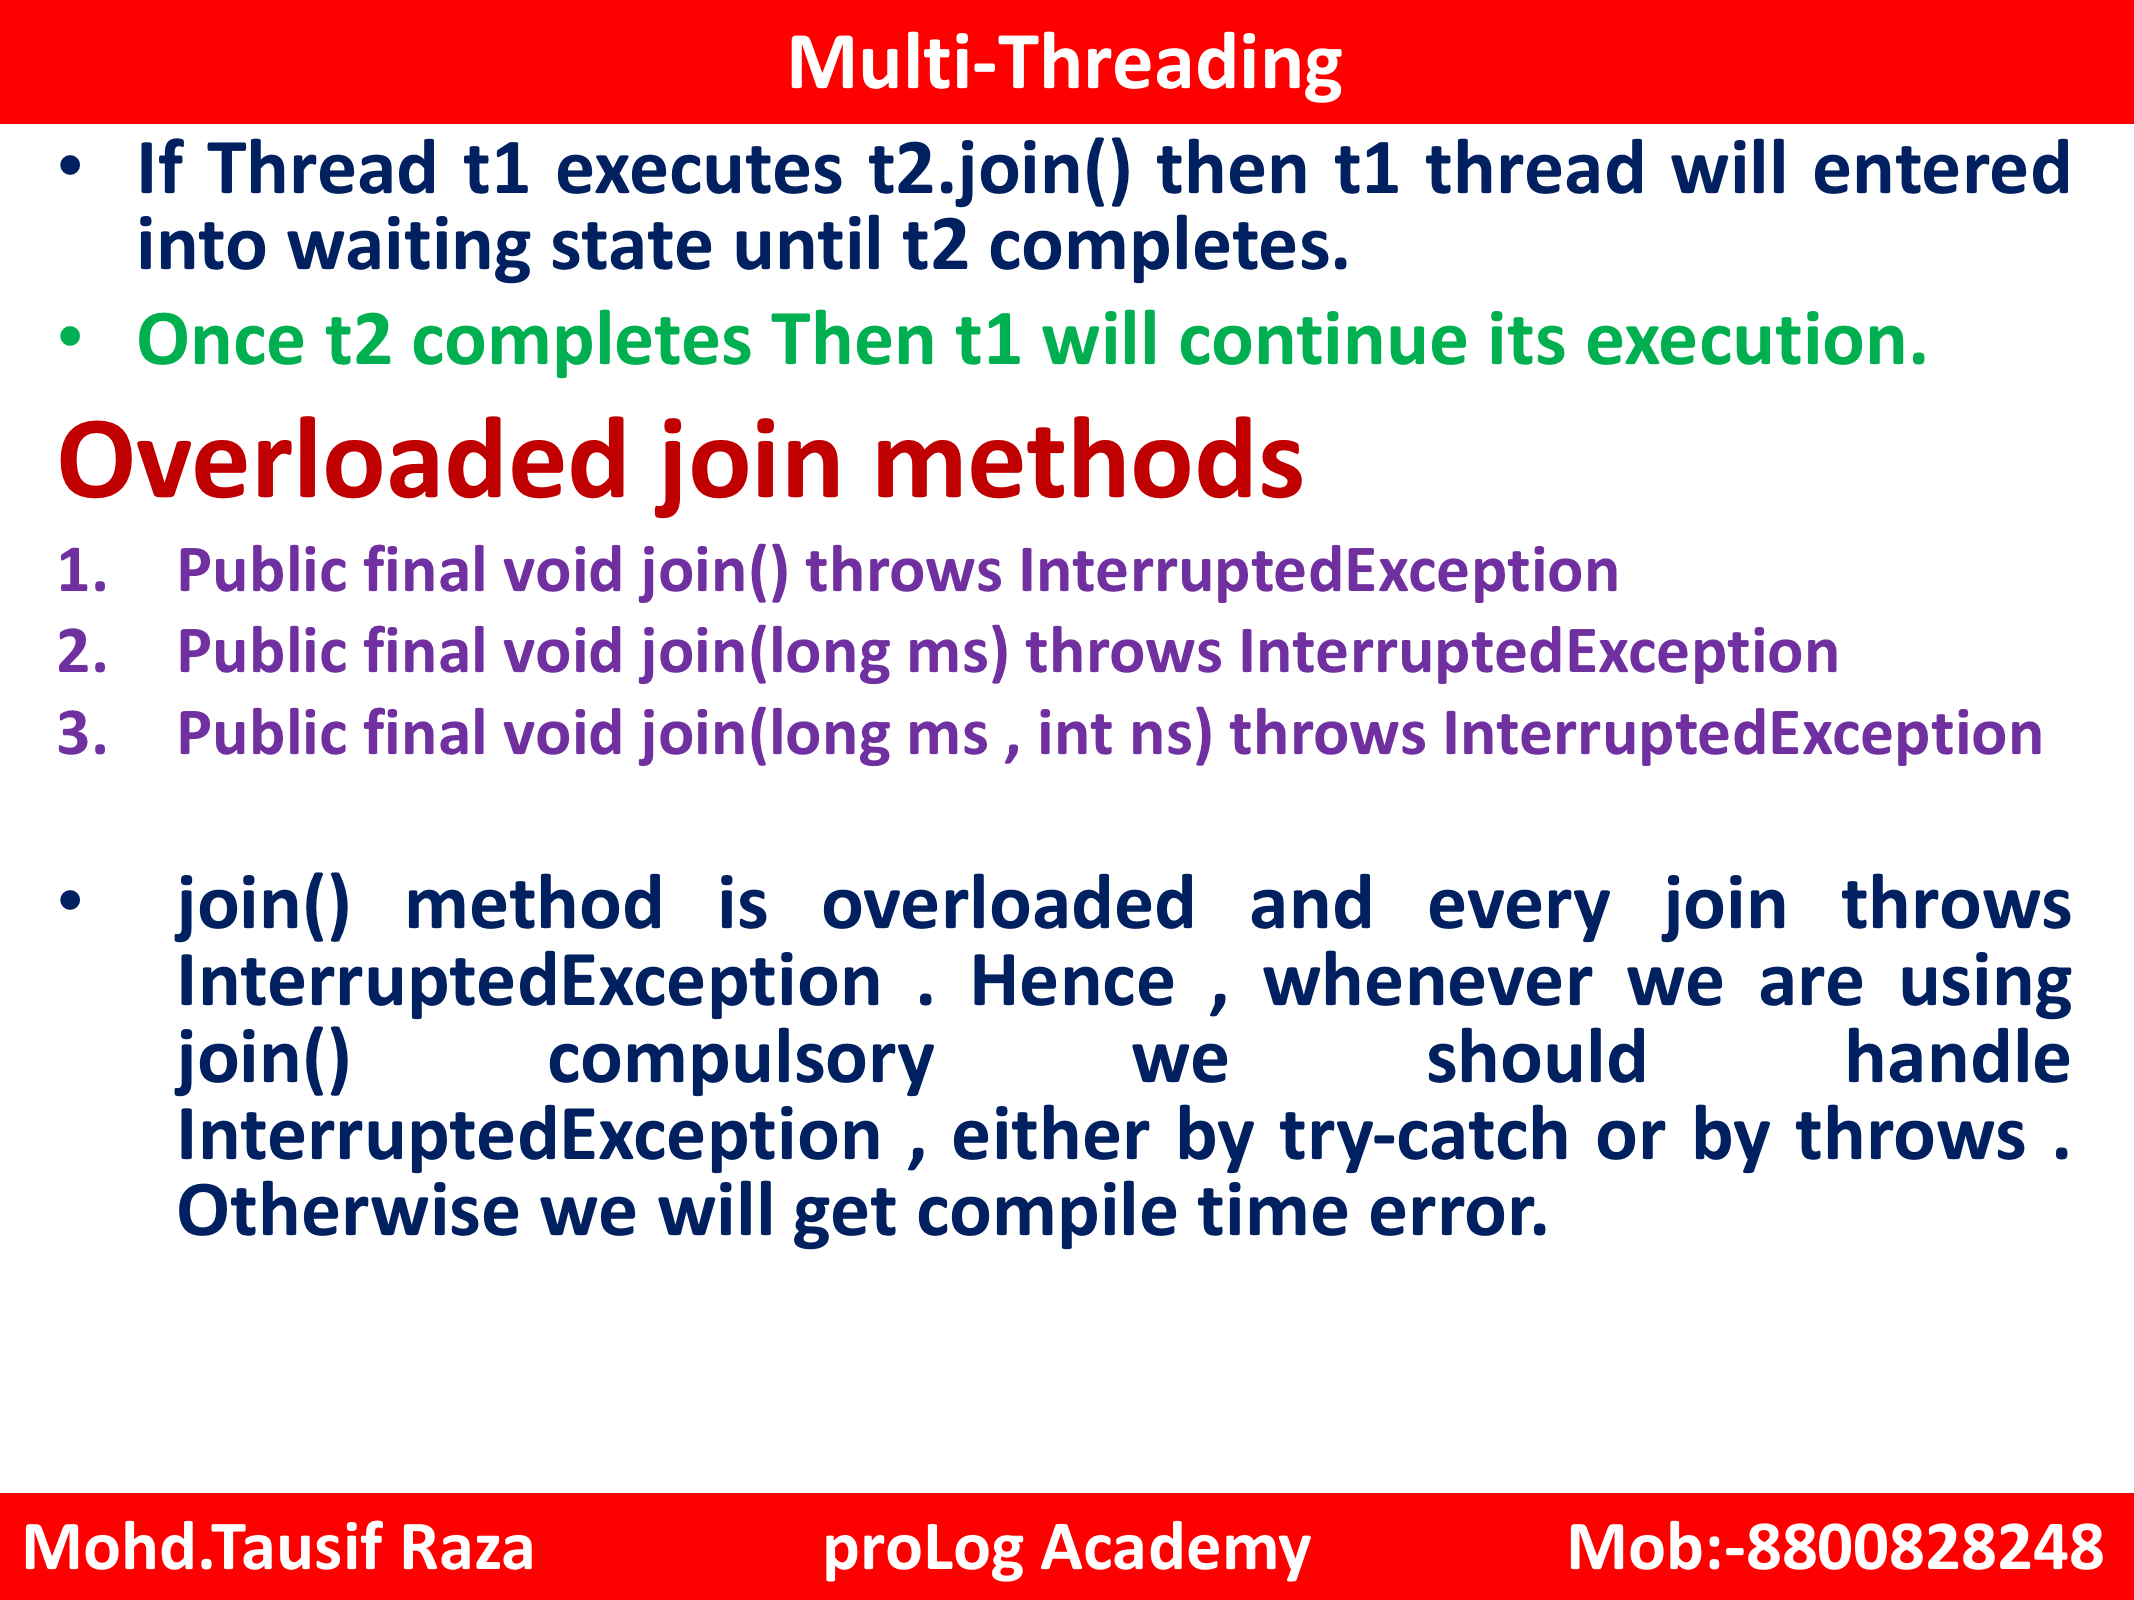 Multi-Threading
• If Thread t1 executes t2.join() then t1 thread will entered
into waiting state until t2 completes.
• Once t2 completes Then t1 will continue its execution.
Overloaded join methods
1. Public final void join() throws InterruptedException
2. Public final void join(long ms) throws InterruptedException
3. Public final void join(long ms , int ns) throws InterruptedException
• join() method is overloaded and every join throws
InterruptedException . Hence , whenever we are using
join() compulsory we should handle
InterruptedException , either by try-catch or by throws .
Otherwise we will get compile time error.
Mohd.Tausif Raza proLog Academy Mob:-8800828248